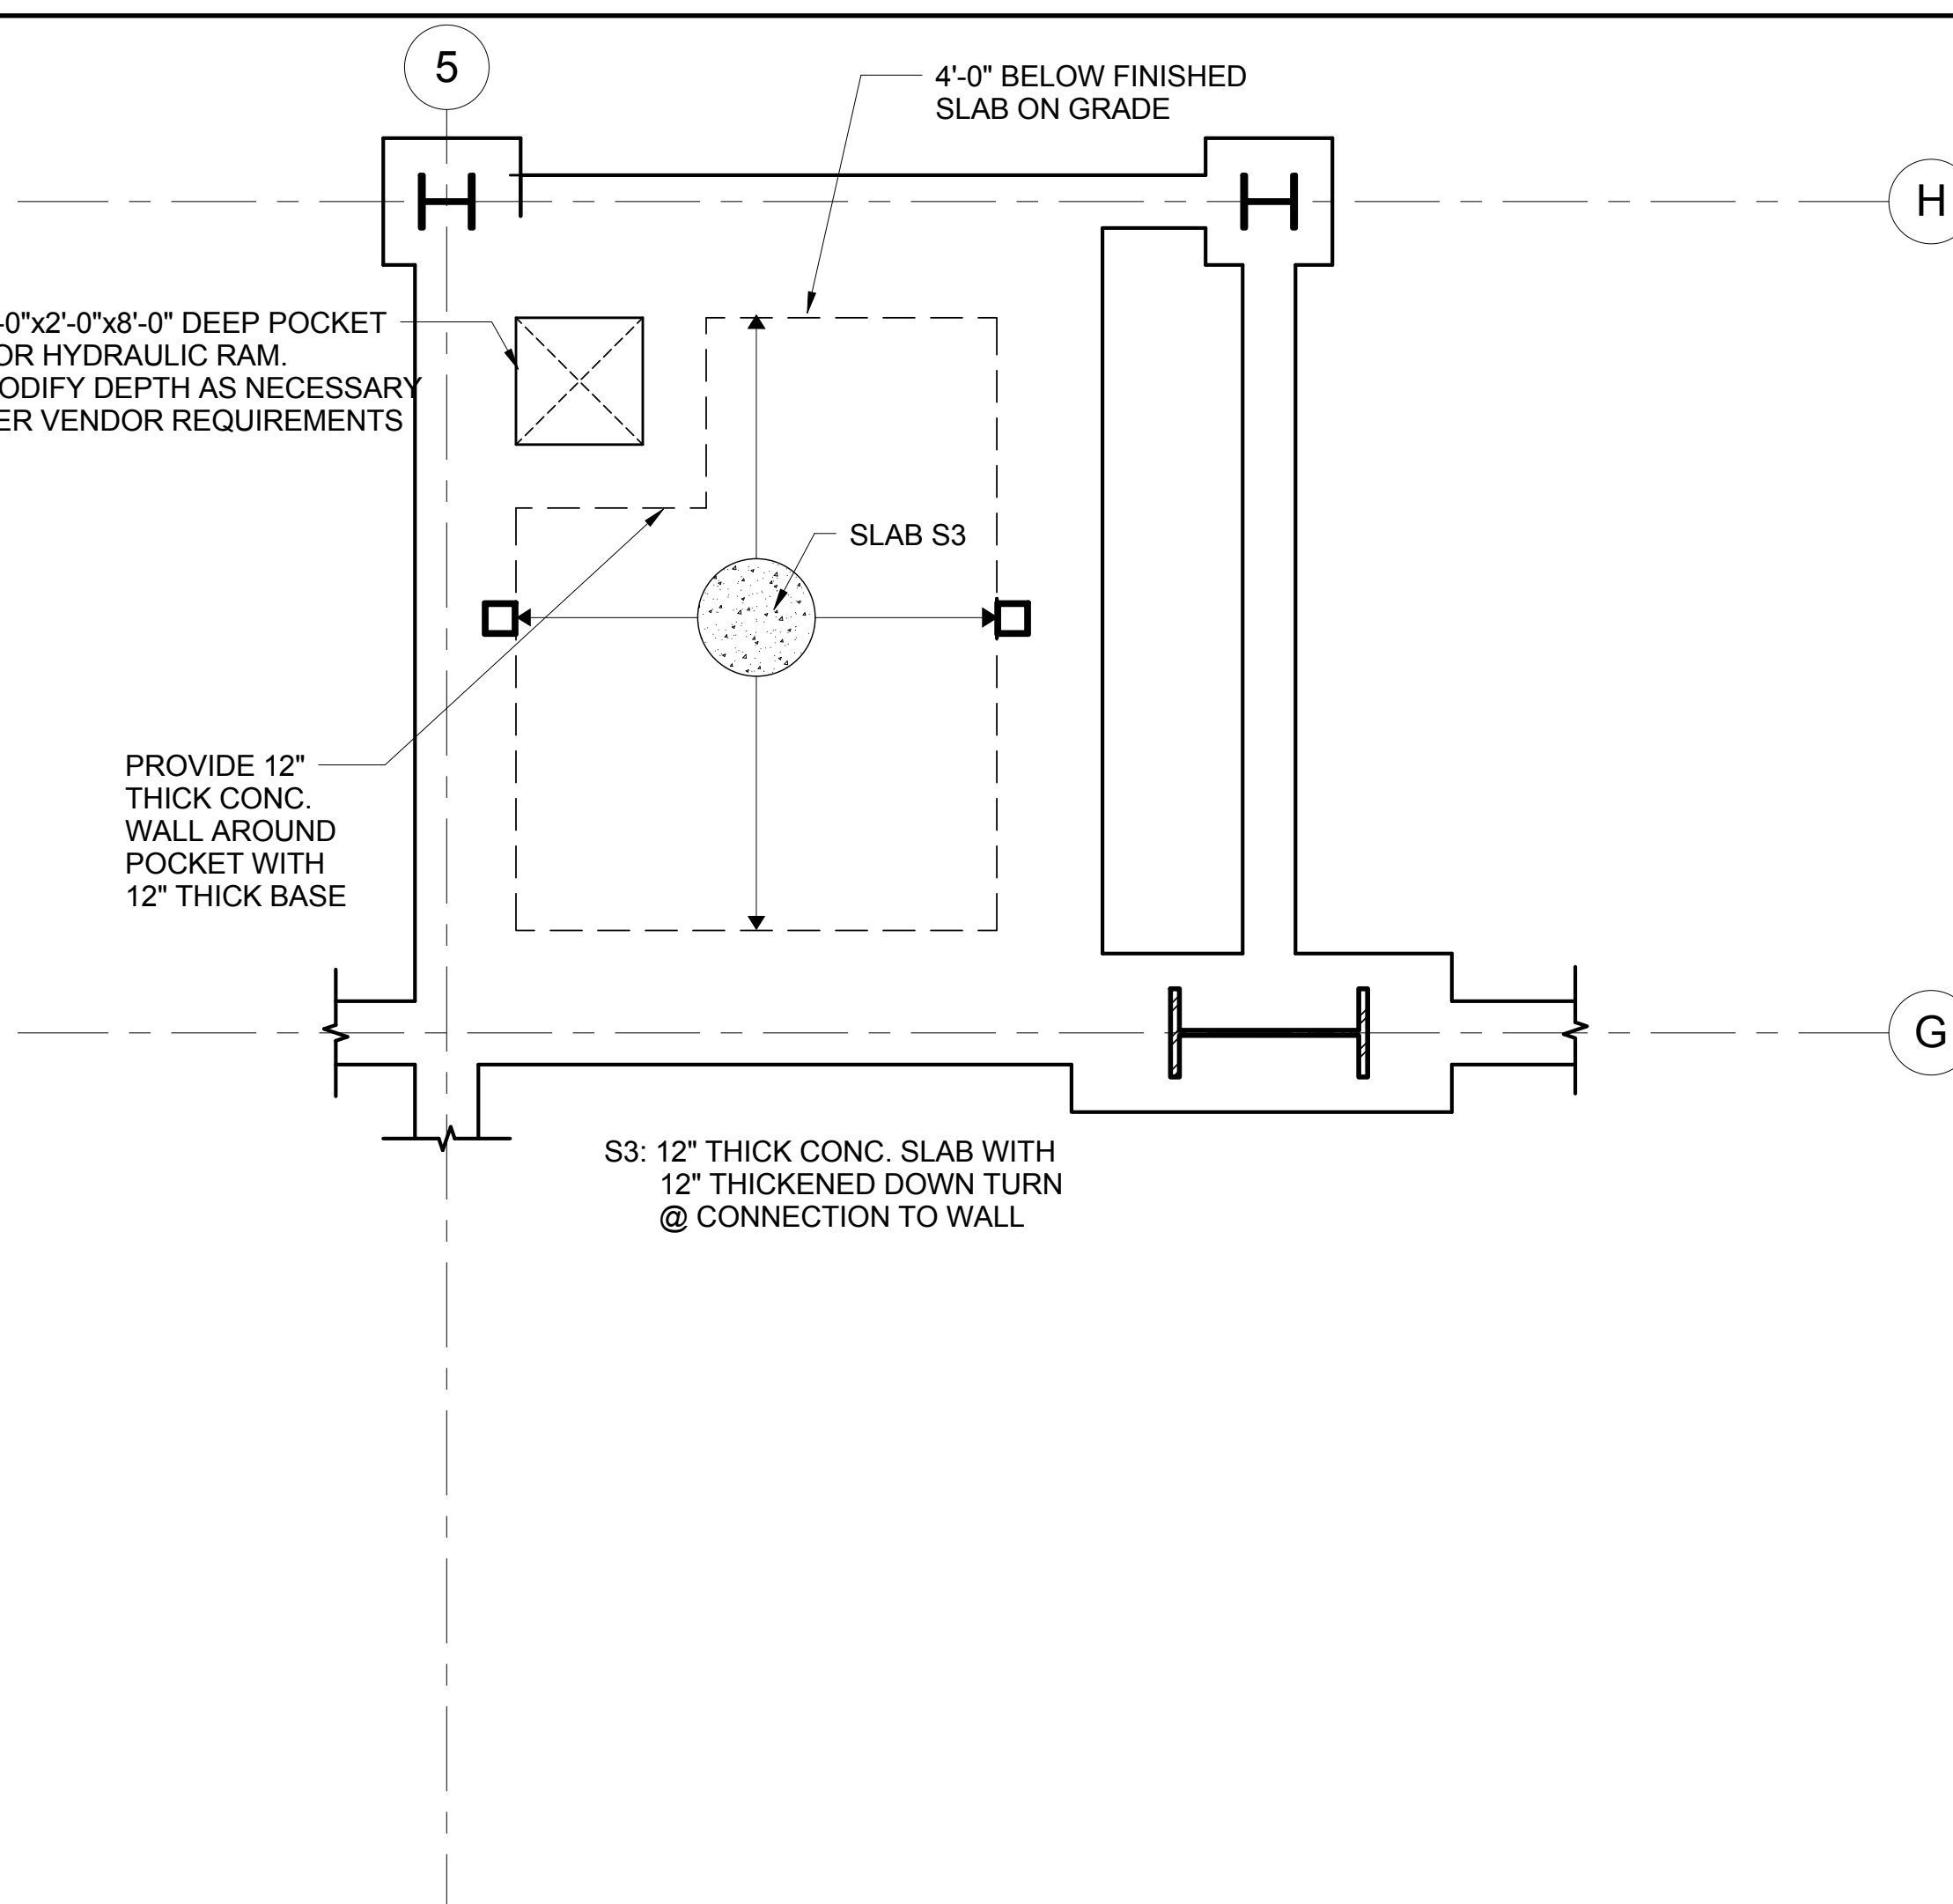 5
4'-0" BELOW FINISHED
SLAB ON GRADE
H
-0"x2'-0"x8'-0" DEEP POCKET
OR HYDRAULIC RAM.
ODIFY DEPTH AS NECESSARY
ER VENDOR REQUIREMENTS
SLAB S3
PROVIDE 12"
THICK CONC.
WALL AROUND
POCKET WITH
12" THICK BASE
G
S3: 12" THICK CONC. SLAB WITH
12" THICKENED DOWN TURN
@ CONNECTION TO WALL